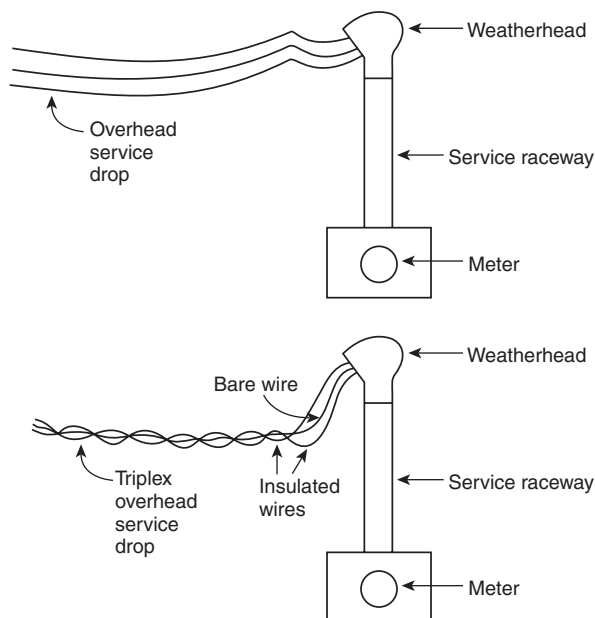 Weatherhead
Overhead
service
drop
Service raceway
Meter
Weatherhead
Bare wire
Triplex
overhead
service
drop
Insulated
wires
Service raceway
Meter